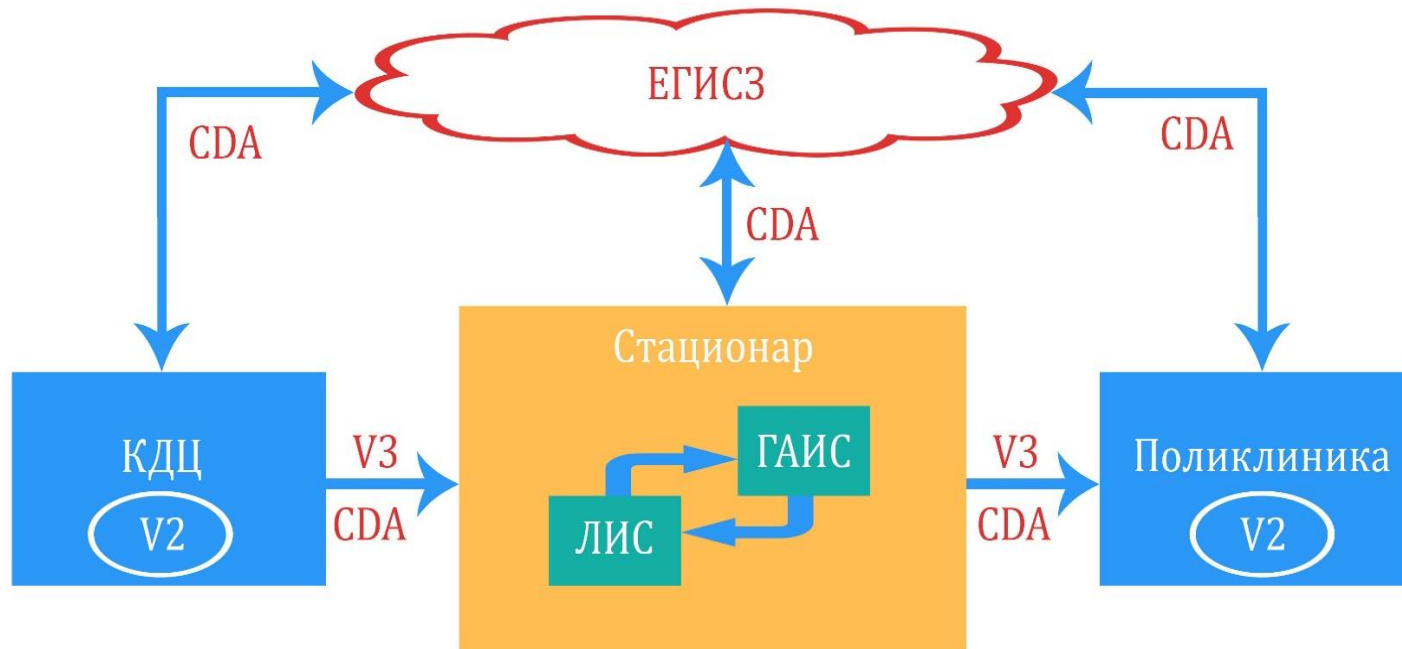 ЕГИСЗ
CDA
CDA
CDA
Стационар
КДЦ
V2
V3
CDA
ГАИС
ЛИС
V3
CDA
Поликлиника
V2